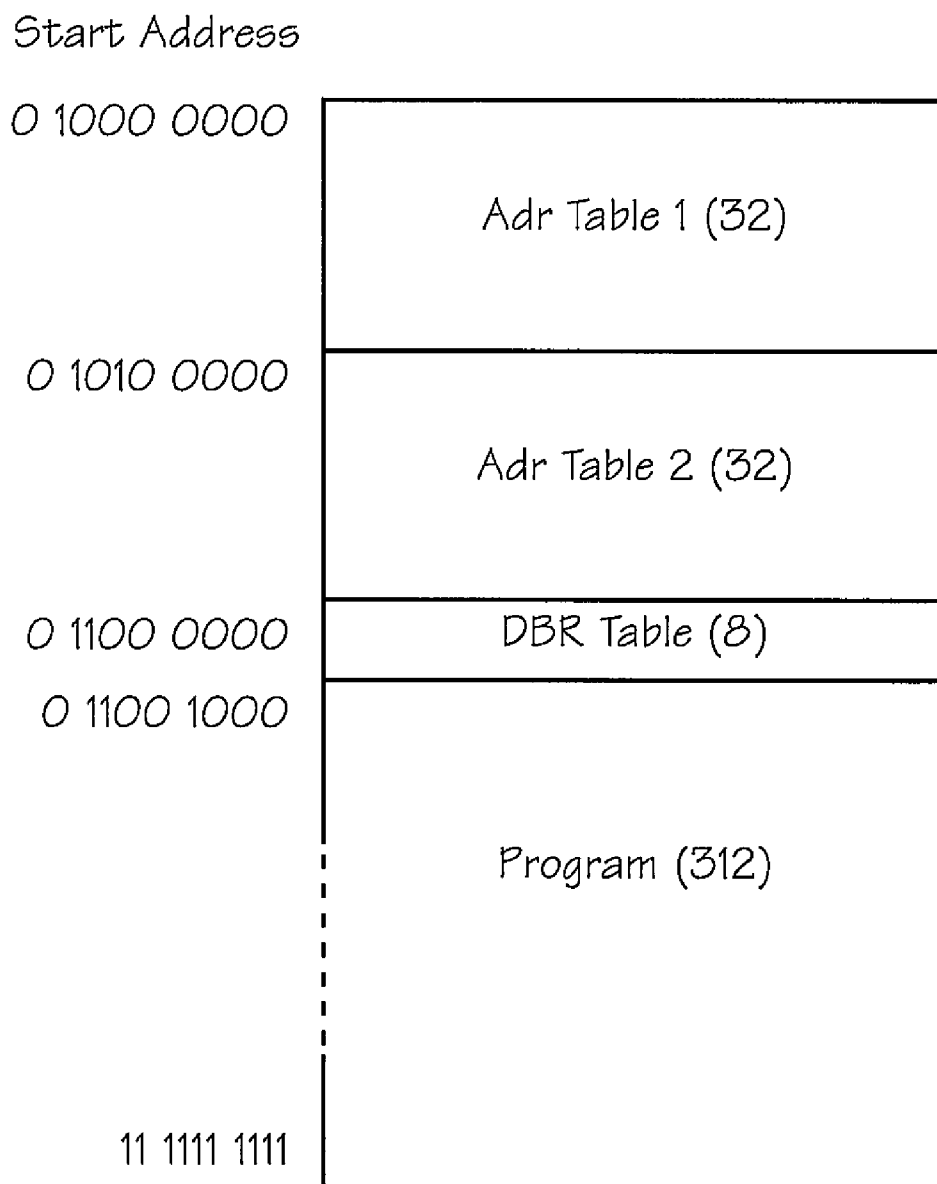 Start Address
0 1000 0000
Adr Table 1 (32)
0 1010 0000
Adr Table 2 (32)
0 1100 0000
DBR Table (8)
0 1100 1000
Program (312)
11 1111 1111